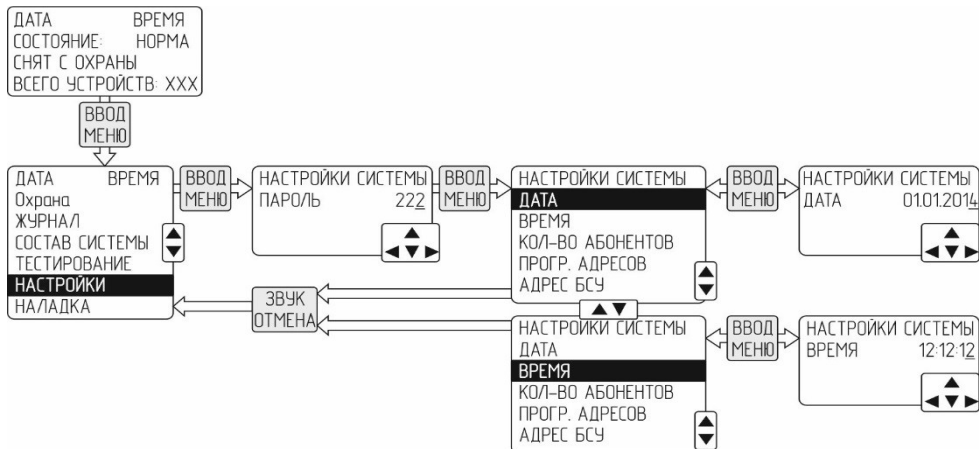 ДАТА ВРЕМЯ
СОСТОЯНИЕ: НОРМА
СНЯТ С ОХРАНЫ
ВСЕГО УСТРОЙСТВ: XXX
ВВОД
МЕНЮ
ДАТА ВРЕМЯ
Охрана
ЖУРНАЛ
СОСТАВ СИСТЕМЫ
ТЕСТИРОВАНИЕ
НАСТРОЙКИ
НАЛАДКА
ВВОД
МЕНЮ
НАСТРОЙКИ СИСТЕМЫ
ПАРОЛЬ 222
ВВОД
МЕНЮ
НАСТРОЙКИ СИСТЕМЫ
ДАТА
ВРЕМЯ
КОЛ-ВО АБОНЕНТОВ
ПРОГР. АДРЕСОВ
АДРЕС БСУ
ВВОД
МЕНЮ
НАСТРОЙКИ СИСТЕМЫ
ДАТА 01.01.2014
ЗВУК
ОТМЕНА
НАСТРОЙКИ СИСТЕМЫ
ДАТА
ВРЕМЯ
КОЛ-ВО АБОНЕНТОВ
ПРОГР. АДРЕСОВ
АДРЕС БСУ
ВВОД
МЕНЮ
НАСТРОЙКИ СИСТЕМЫ
ВРЕМЯ 12:12:12